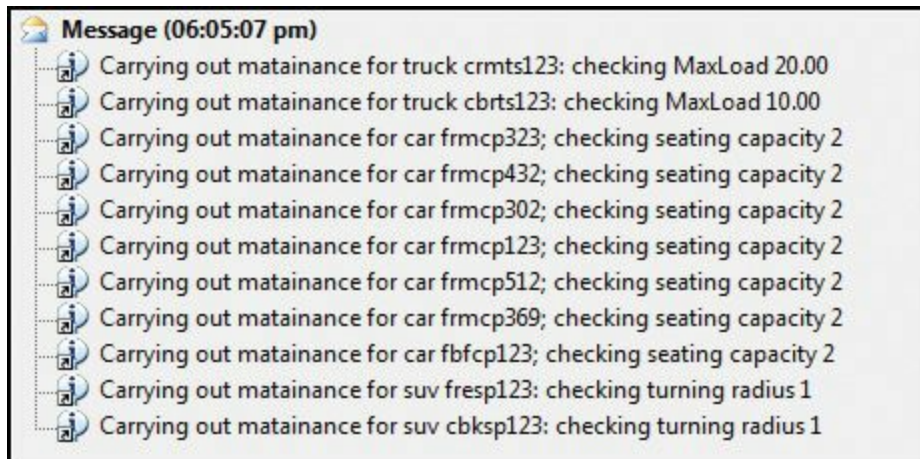 Message (06:05:07 pm)
Carrying out matainance for truck crmts123: checking MaxLoad 20.00
Carrying out matainance for truck cbrts123: checking MaxLoad 10.00
Carrying out matainance for car frmcp323; checking seating capacity 2
Carrying out matainance for car frmcp432; checking seating capacity 2
Carrying out matainance for car frmcp302; checking seating capacity 2
Carrying out matainance for car frmcp123; checking seating capacity 2
Carrying out matainance for car frmcp512; checking seating capacity 2
Carrying out matainance for car frmcp369; checking seating capacity 2
Carrying out matainance for car fbfcp123; checking seating capacity 2
Carrying out matainance for suv fresp123: checking turning radius 1
Carrying out matainance for suv cbksp123: checking turning radius 1